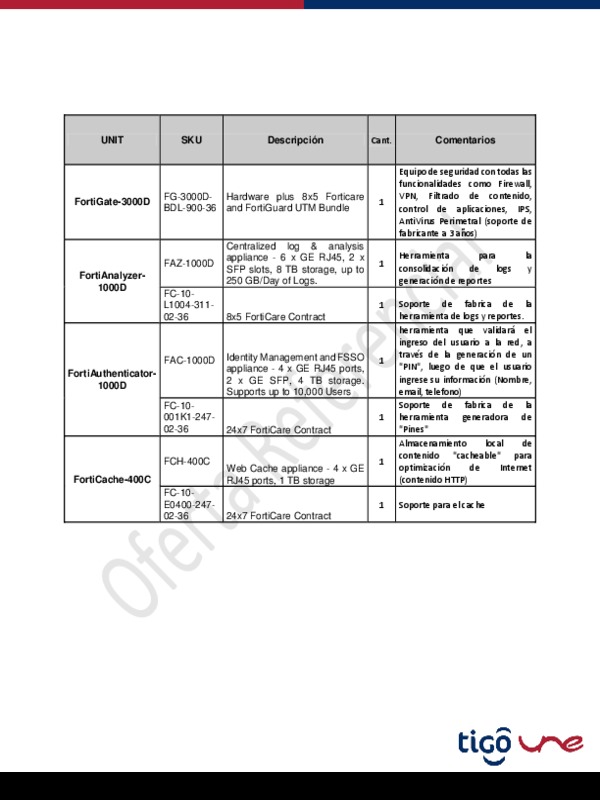 UNIT SKU Descripción Cant. Comentarios
FortiGate-3000D
FG-3000D-
BDL-900-36
Hardware plus 8x5 Forticare
and FortiGuard UTM Bundle
1
Equipo de seguridad con todas las
funcionalidades como Firewall,
VPN, Filtrado de contenido,
control de aplicaciones, IPS,
AntiVirus Perimetral (soporte de
fabricante a 3 años)
FortiAnalyzer-
1000D
FAZ-1000D
Centralized log & analysis
appliance - 6 x GE RJ45, 2 x
SFP slots, 8 TB storage, up to
250 GB/Day of Logs.
1
Herramienta para la
consolidación de logs y
generación de reportes
FC-10-
L1004-311-
02-36
8x5 FortiCare Contract
1
Soporte de fabrica de la
herramienta de logs y reportes.
FortiAuthenticator-
1000D
FAC-1000D
Identity Management and FSSO
appliance - 4 x GE RJ45 ports,
2 x GE SFP, 4 TB storage.
Supports up to 10,000 Users
1
herramienta que validará el
ingreso del usuario a la red, a
través de la generación de un
"PIN", luego de que el usuario
ingrese su información (Nombre,
email, telefono)
FC-10-
001K1-247-
02-36
24x7 FortiCare Contract
1
Soporte de fabrica de la
herramienta generadora de
"Pines"
FortiCache-400C
FCH-400C
Web Cache appliance - 4 x GE
RJ45 ports, 1 TB storage
1
Almacenamiento local de
contenido "cacheable" para
optimización de Internet
(contenido HTTP)
FC-10-
E0400-247-
02-36
24x7 FortiCare Contract
1
Soporte para el cache
Oferta Referencial
tigo une